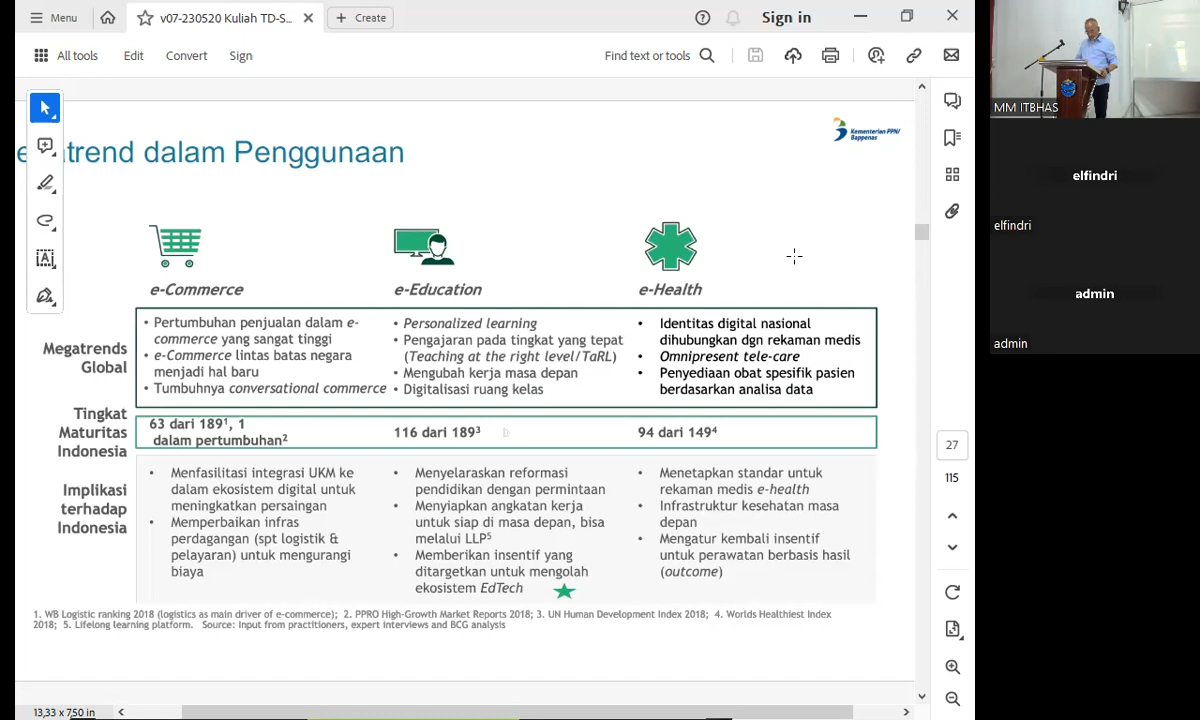 Menu
v07-230520 Kuliah TD-S...
Create
Sign in
All tools
Edit
Convert
Sign
Find text or tools
trend dalam Penggunaan
Kementerian PPN/
Bappenas
e-Commerce
e-Education
e-Health
Megatrends
Global
• Pertumbuhan penjualan dalam e-
commerce yang sangat tinggi
• e-Commerce lintas batas negara
menjadi hal baru
• Tumbuhnya conversational commerce
• Personalized learning
• Pengajaran pada tingkat yang tepat
(Teaching at the right level/TaRL)
• Mengubah kerja masa depan
• Digitalisasi ruang kelas
• Identitas digital nasional
dihubungkan dgn rekaman medis
• Omnipresent tele-care
• Penyediaan obat spesifik pasien
berdasarkan analisa data
Tingkat
Maturitas
Indonesia
63 dari 189¹, 1
dalam pertumbuhan²
116 dari 189³
94 dari 149⁴
Implikasi
terhadap
Indonesia
• Menfasilitasi integrasi UKM ke
dalam ekosistem digital untuk
meningkatkan persaingan
• Memperbaikan infras
perdagangan (spt logistik &
pelayaran) untuk mengurangi
biaya
• Menyelaraskan reformasi
pendidikan dengan permintaan
• Menyiapkan angkatan kerja
untuk siap di masa depan, bisa
melalui LLP⁵
• Memberikan insentif yang
ditargetkan untuk mengolah
ekosistem EdTech
• Menetapkan standar untuk
rekaman medis e-health
• Infrastruktur kesehatan masa
depan
• Mengatur kembali insentif
untuk perawatan berbasis hasil
(outcome)
1. WB Logistic ranking 2018 (logistics as main driver of e-commerce); 2. PPRO High-Growth Market Reports 2018; 3. UN Human Development Index 2018; 4. Worlds Healthiest Index
2018; 5. Lifelong learning platform. Source: Input from practitioners, expert interviews and BCG analysis
27
115
13,33 x 7,50 in
MM ITBHAS
elfindri
elfindri
admin
admin